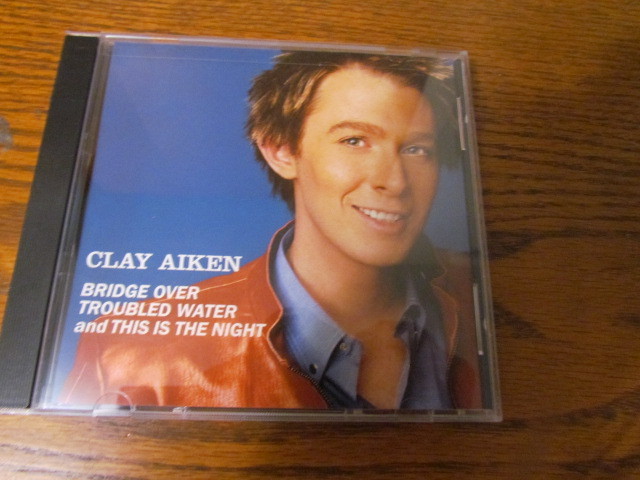 CLAY AIKEN
BRIDGE OVER
TROUBLED WATER
and THIS IS THE NIGHT